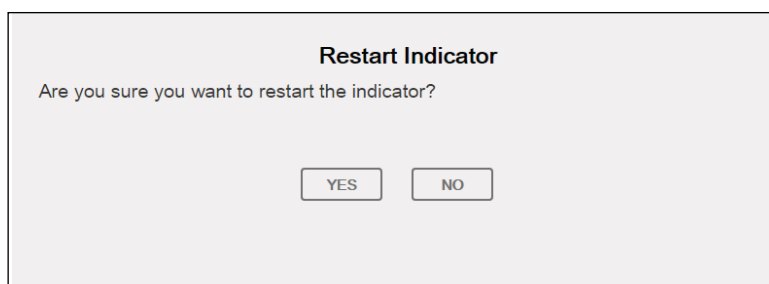 Restart Indicator
Are you sure you want to restart the indicator?
YES NO